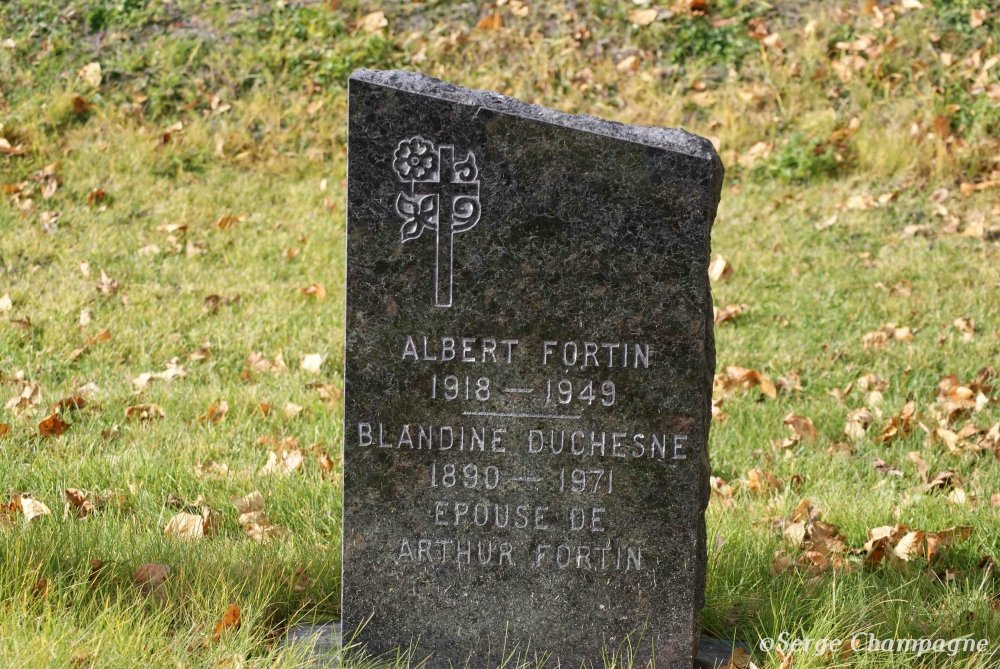 ALBERT FORTIN
1918 — 1949
BLANDINE DUCHESNE
1890 — 1971
EPOUSE DE
ARTHUR FORTIN
©Serge Champagne